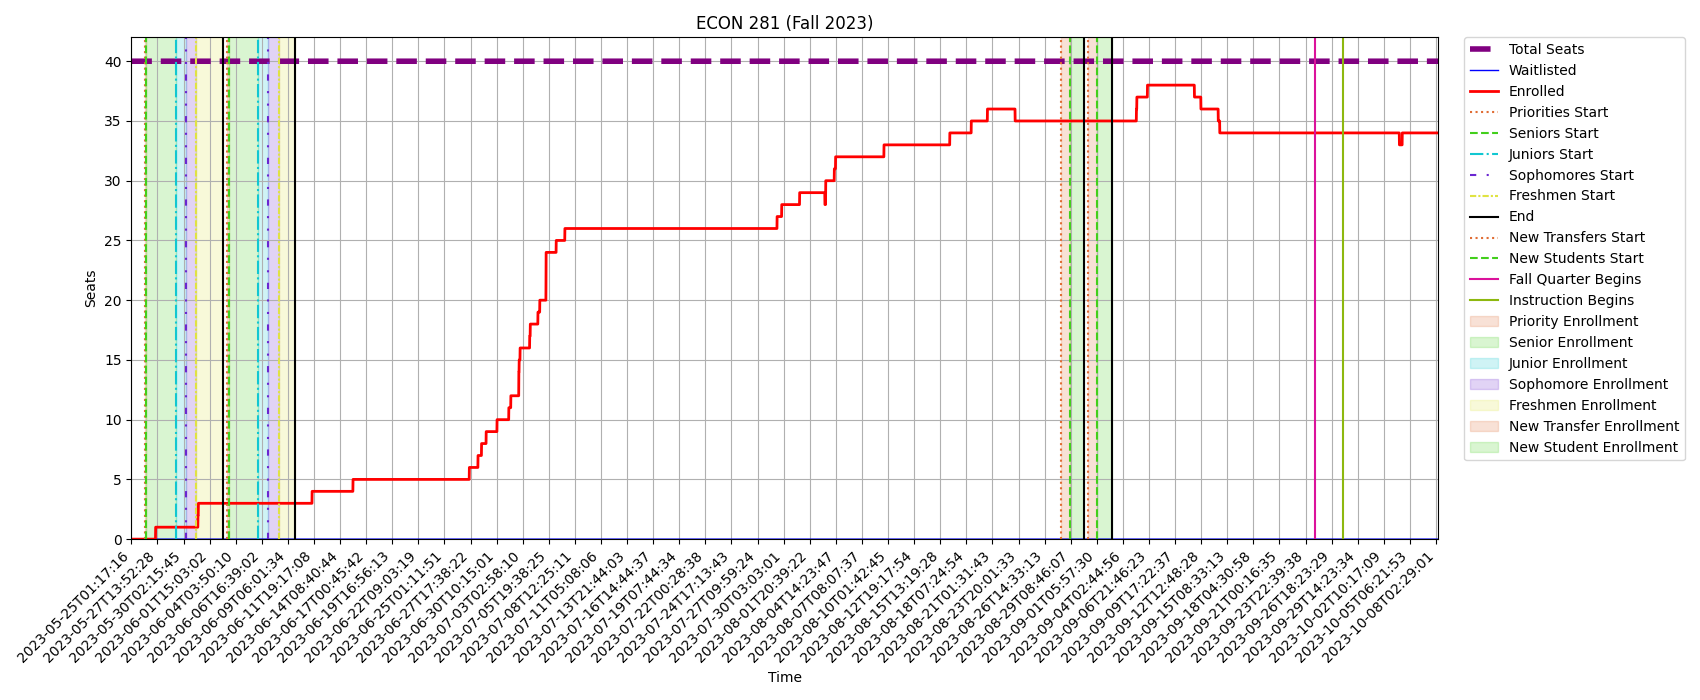 ECON 281 (Fall 2023)
Seats
40
35
30
25
20
15
10
5
0
2023-05-25T01:17:16
2023-05-27T13:52:28
2023-05-30T02:15:45
2023-06-01T15:03:02
2023-06-04T03:50:10
2023-06-06T16:39:02
2023-06-09T06:01:34
2023-06-11T19:17:08
2023-06-14T08:40:44
2023-06-17T00:45:42
2023-06-19T16:56:13
2023-06-22T09:03:19
2023-06-25T01:11:51
2023-06-27T17:38:22
2023-06-30T10:15:01
2023-07-03T02:58:10
2023-07-05T19:38:25
2023-07-08T12:25:11
2023-07-11T05:08:06
2023-07-13T21:44:03
2023-07-16T14:44:37
2023-07-19T07:44:34
2023-07-22T00:28:38
2023-07-24T17:13:43
2023-07-27T09:59:24
2023-07-30T03:03:01
2023-08-01T20:39:22
2023-08-04T14:23:47
2023-08-07T08:07:37
2023-08-10T01:42:45
2023-08-12T19:17:54
2023-08-15T13:19:28
2023-08-18T07:24:54
2023-08-21T01:31:43
2023-08-23T20:01:33
2023-08-26T14:33:13
2023-08-29T08:46:07
2023-09-01T05:57:30
2023-09-04T02:44:56
2023-09-06T21:46:23
2023-09-09T17:22:37
2023-09-12T12:48:28
2023-09-15T08:33:13
2023-09-18T04:30:58
2023-09-21T00:16:35
2023-09-23T22:39:38
2023-09-26T18:23:29
2023-09-29T14:23:34
2023-10-02T10:17:09
2023-10-05T06:21:53
2023-10-08T02:29:01
Time
Total Seats
Waitlisted
Enrolled
Priorities Start
Seniors Start
Juniors Start
Sophomores Start
Freshmen Start
End
New Transfers Start
New Students Start
Fall Quarter Begins
Instruction Begins
Priority Enrollment
Senior Enrollment
Junior Enrollment
Sophomore Enrollment
Freshmen Enrollment
New Transfer Enrollment
New Student Enrollment